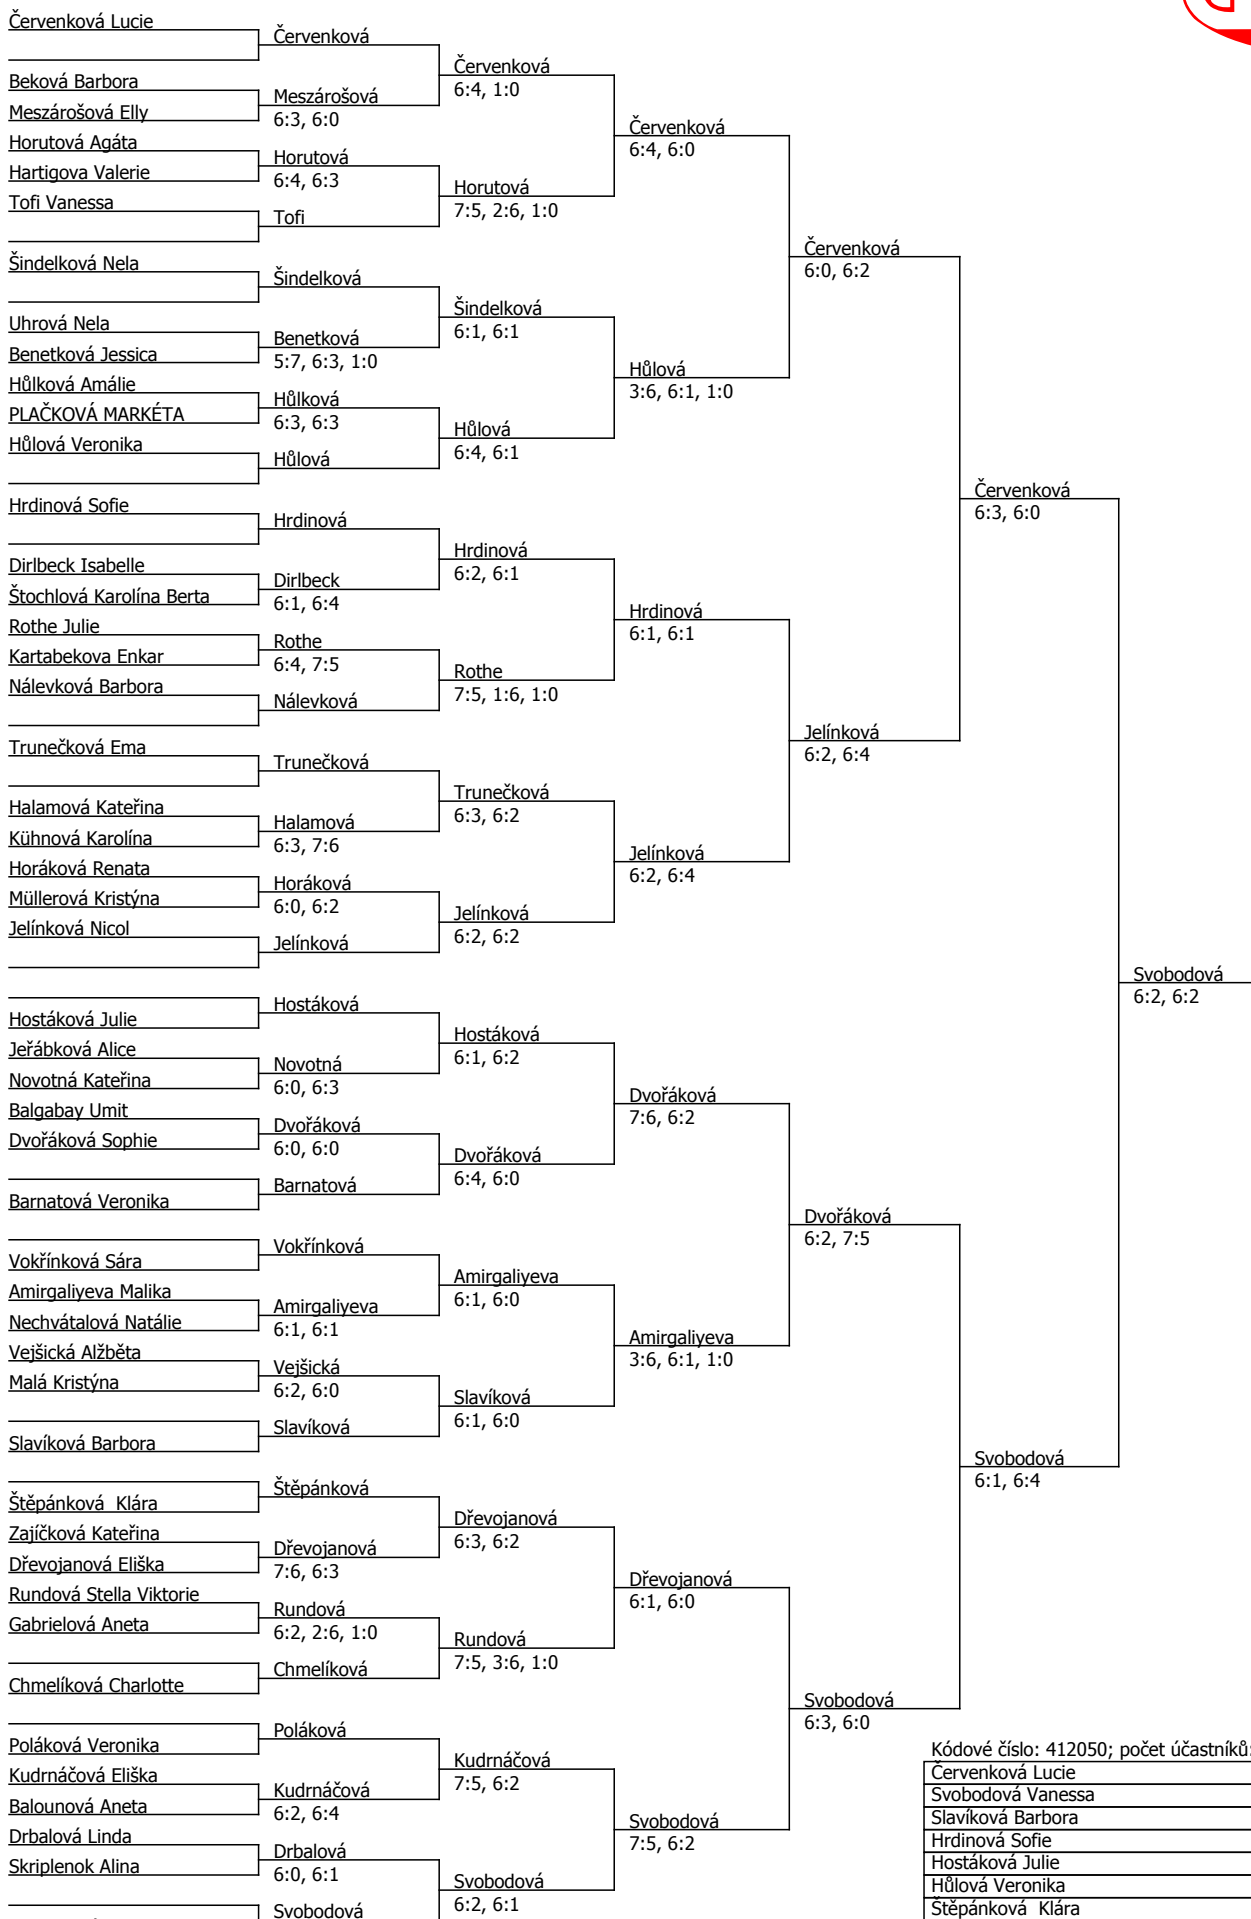 Červenková Lucie
Beková Barbora
Meszárošová Elly
Horutová Agáta
Hartigova Valerie
Tofi Vanessa
Šindelková Nela
Uhrová Nela
Benetková Jessica
Hůlková Amálie
PLAČKOVÁ MARKÉTA
Hůlová Veronika
Hrdinová Sofie
Dirlbeck Isabelle
Štochlová Karolína Berta
Rothe Julie
Kartabekova Enkar
Nálevková Barbora
Trunečková Ema
Halamová Kateřina
Kühnová Karolína
Horáková Renata
Müllerová Kristýna
Jelínková Nicol
Hostáková Julie
Jeřábková Alice
Novotná Kateřina
Balgabay Umit
Dvořáková Sophie
Barnatová Veronika
Vokřínková Sára
Amirgaliyeva Malika
Nechvátalová Natálie
Vejšická Alžběta
Malá Kristýna
Slavíková Barbora
Štěpánková  Klára
Zajíčková Kateřina
Dřevojanová Eliška
Rundová Stella Viktorie
Gabrielová Aneta
Chmelíková Charlotte
Poláková Veronika
Kudrnáčová Eliška
Balounová Aneta
Drbalová Linda
Skriplenok Alina
Červenková
Meszárošová
6:3, 6:0
Horutová
6:4, 6:3
Tofi
Šindelková
Benetková
5:7, 6:3, 1:0
Hůlková
6:3, 6:3
Hůlová
Hrdinová
Dirlbeck
6:1, 6:4
Rothe
6:4, 7:5
Nálevková
Trunečková
Halamová
6:3, 7:6
Horáková
6:0, 6:2
Jelínková
Hostáková
Novotná
6:0, 6:3
Dvořáková
6:0, 6:0
Barnatová
Vokřínková
Amirgaliyeva
6:1, 6:1
Vejšická
6:2, 6:0
Slavíková
Štěpánková
Dřevojanová
7:6, 6:3
Rundová
6:2, 2:6, 1:0
Chmelíková
Poláková
Kudrnáčová
6:2, 6:4
Drbalová
6:0, 6:1
Svobodová
Červenková
6:4, 1:0
Horutová
7:5, 2:6, 1:0
Šindelková
6:1, 6:1
Hůlová
6:4, 6:1
Hrdinová
6:2, 6:1
Rothe
7:5, 1:6, 1:0
Trunečková
6:3, 6:2
Jelínková
6:2, 6:2
Hostáková
6:1, 6:2
Dvořáková
6:4, 6:0
Amirgaliyeva
6:1, 6:0
Slavíková
6:1, 6:0
Dřevojanová
6:3, 6:2
Rundová
7:5, 3:6, 1:0
Kudrnáčová
7:5, 6:2
Svobodová
6:2, 6:1
Červenková
6:4, 6:0
Hůlová
3:6, 6:1, 1:0
Hrdinová
6:1, 6:1
Jelínková
6:2, 6:4
Dvořáková
7:6, 6:2
Amirgaliyeva
3:6, 6:1, 1:0
Dřevojanová
6:1, 6:0
Svobodová
7:5, 6:2
Červenková
6:0, 6:2
Jelínková
6:2, 6:4
Dvořáková
6:2, 7:5
Svobodová
6:3, 6:0
Červenková
6:3, 6:0
Svobodová
6:1, 6:4
Svobodová
6:2, 6:2
Kódové číslo: 412050; počet účastníků:
Červenková Lucie
Svobodová Vanessa
Slavíková Barbora
Hrdinová Sofie
Hostáková Julie
Hůlová Veronika
Štěpánková  Klára